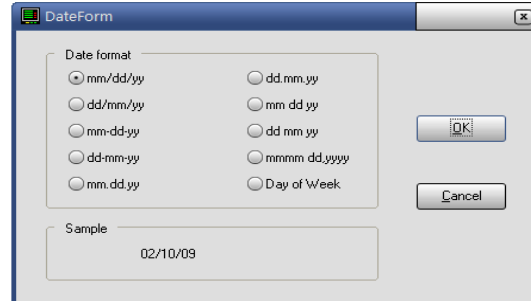 DateForm
Date format
mm/dd/yy
dd.mm.yy
dd/mm/yy
mm dd yy
mm-dd-yy
dd mm yy
dd-mm-yy
mmmm dd,yyyy
mm.dd.yy
Day of Week
OK
Cancel
Sample
02/10/09